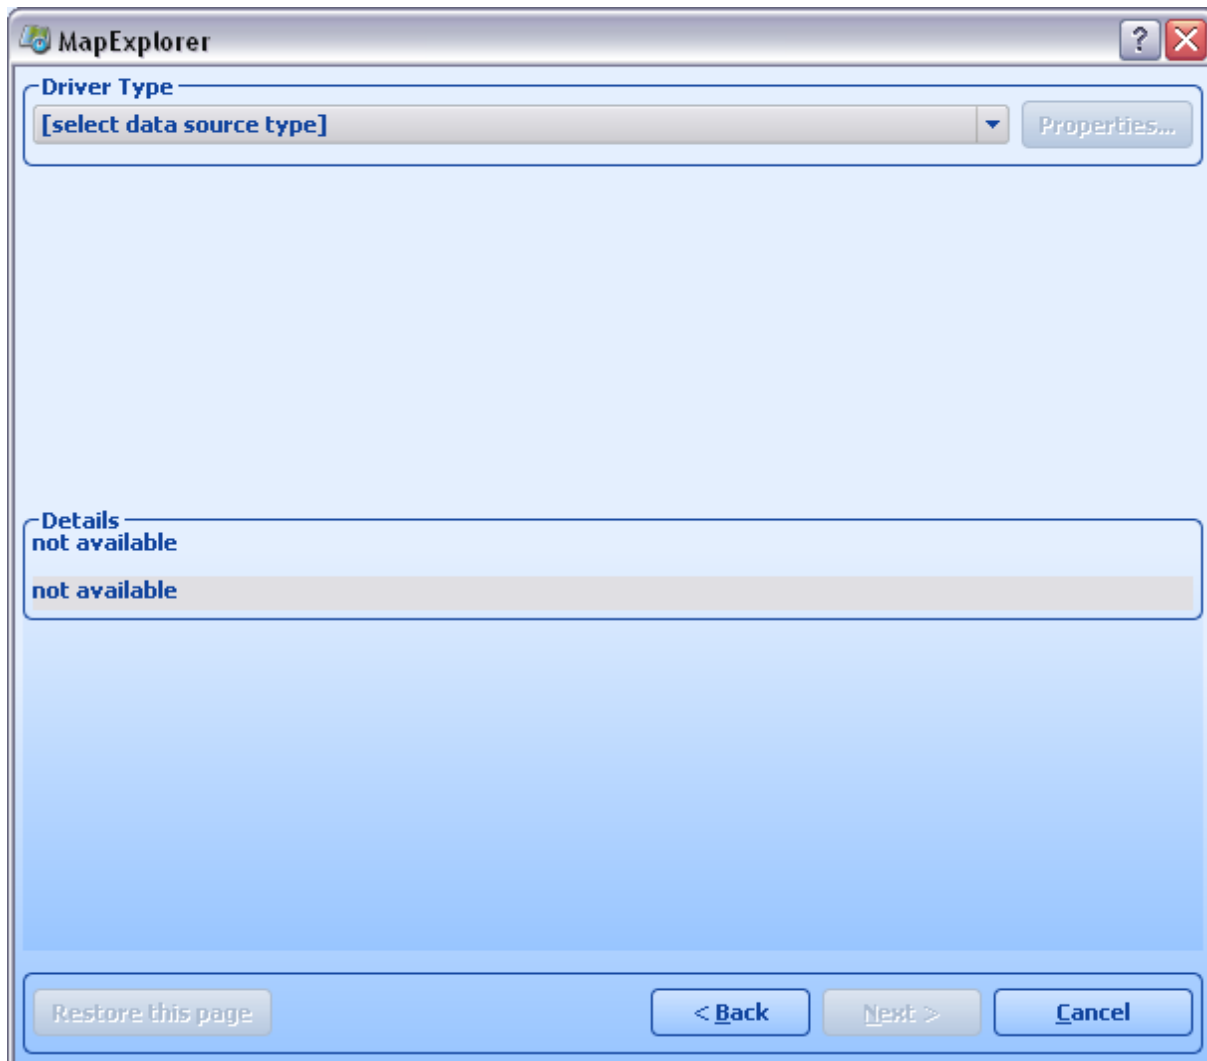 MapExplorer
?
Driver Type
[select data source type]
Properties...
Details
not available
not available
Restore this page
< Back
Next >
Cancel